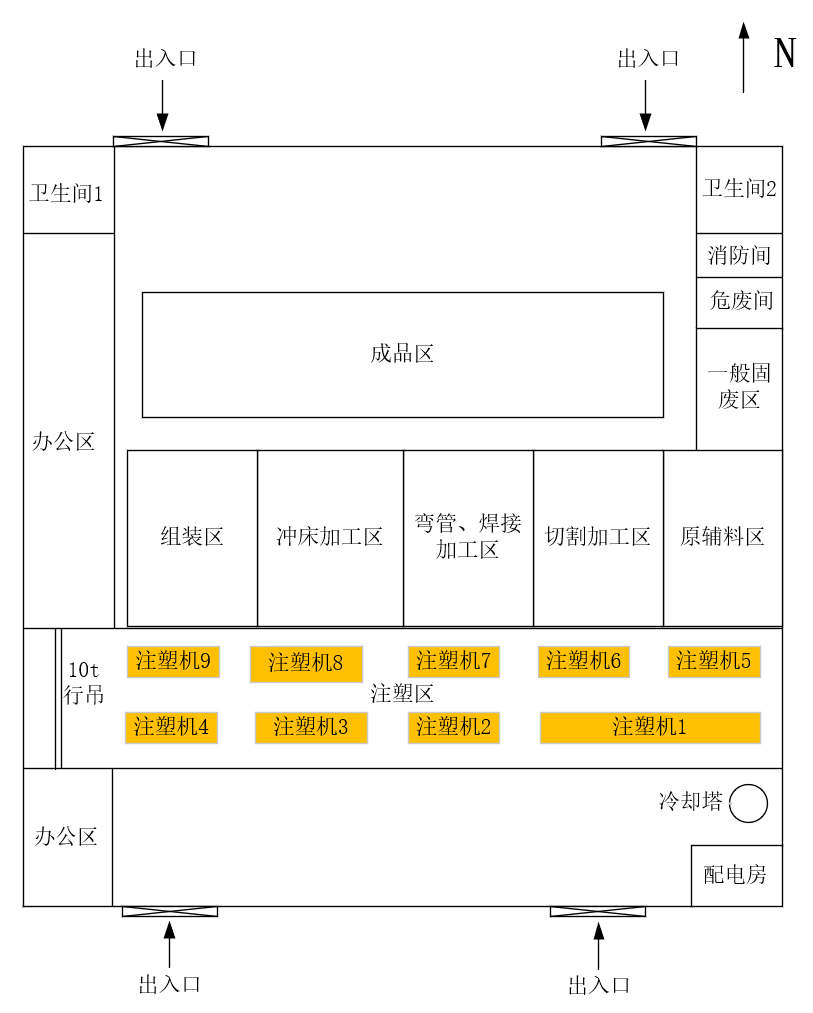 出入口
出入口
N
卫生间1
卫生间2
消防间
危废间
成品区
一般固
废区
办公区
组装区
冲床加工区
弯管、焊接
加工区
切割加工区
原辅料区
10t
行吊
注塑机9
注塑机8
注塑机7
注塑机6
注塑机5
注塑区
注塑机4
注塑机3
注塑机2
注塑机1
冷却塔
办公区
配电房
出入口
出入口